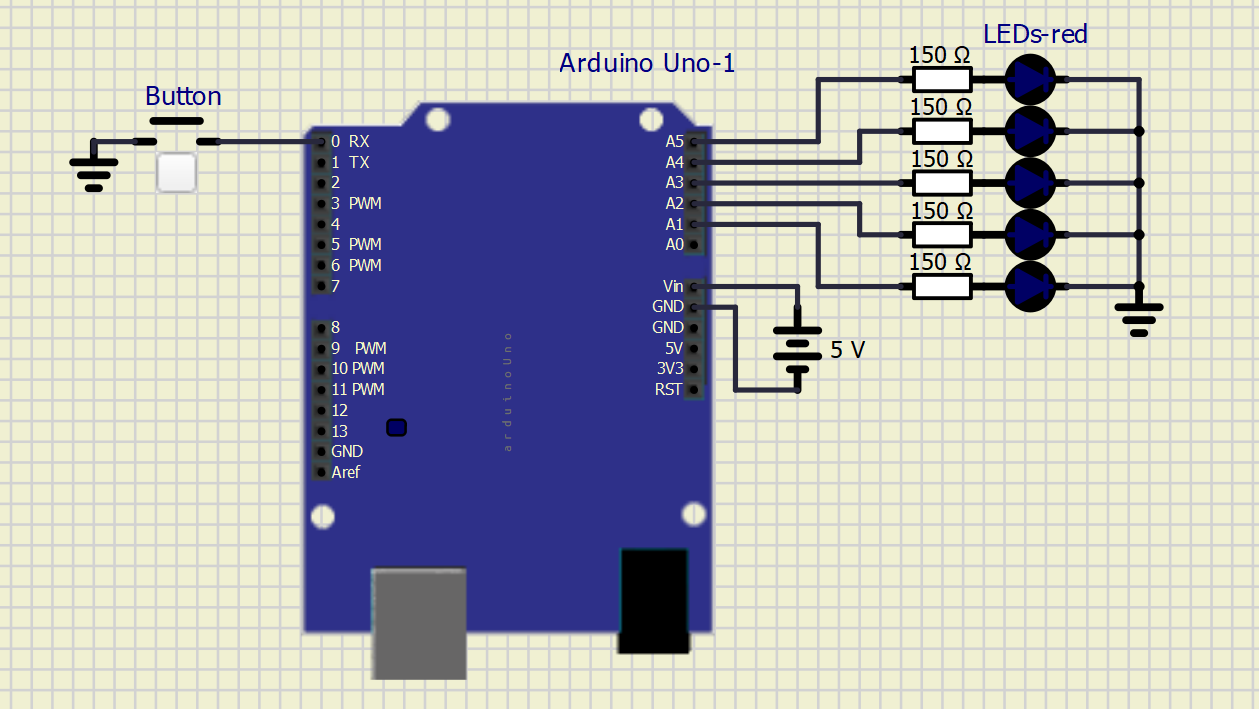 LEDs-red
150 Ω
150 Ω
150 Ω
150 Ω
150 Ω
Arduino Uno-1
Button
0 RX
1 TX
2
3 PWM
4
5 PWM
6 PWM
7
8
9 PWM
10 PWM
11 PWM
12
13
GND
Aref
arduinoUno
A5
A4
A3
A2
A1
A0
Vin
GND
GND
5V
3V3
RST
5 V